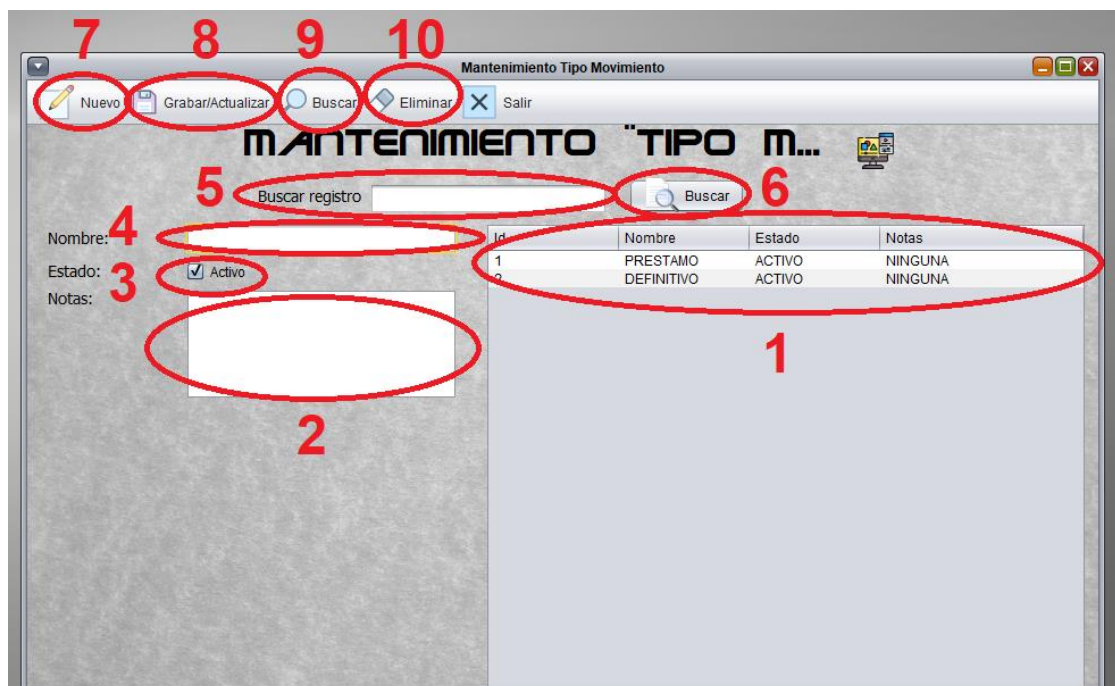 7 8 9 10
Mantenimiento Tipo Movimiento
Nuevo Grabar/Actualizar Buscar Eliminar Salir
MANTENIMIENTO ¨TIPO M...
5 Buscar registro Buscar 6
Nombre: 4
Estado: 3 Activo
Notas:
Id Nombre Estado Notas
1 PRESTAMO ACTIVO NINGUNA
2 DEFINITIVO ACTIVO NINGUNA
1
2